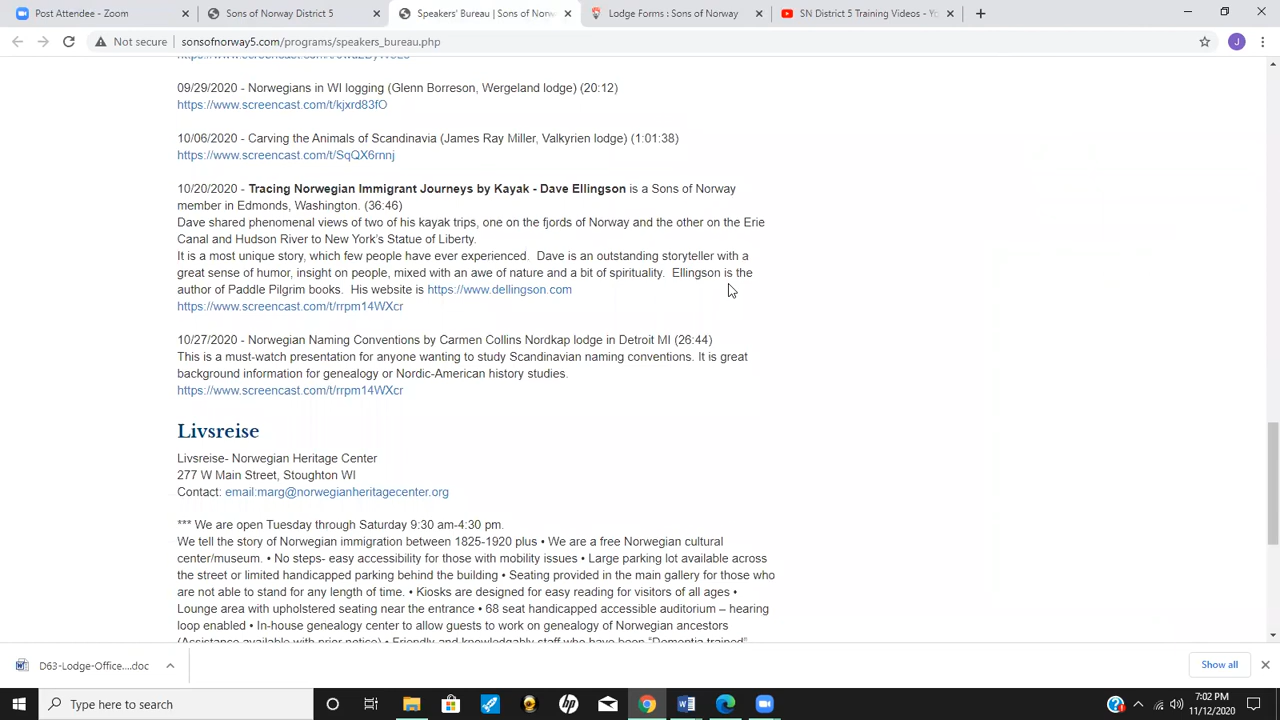 Post Attendee - Zoom
Sons of Norway District 5
Speakers' Bureau | Sons of Norw
Lodge Forms : Sons of Norway
SN District 5 Training Videos - Yo
Not secure | sonsofnorway5.com/programs/speakers_bureau.php
J
09/29/2020 - Norwegians in WI logging (Glenn Borreson, Wergeland lodge) (20:12)
https://www.screencast.com/t/kjxrd83fO
10/06/2020 - Carving the Animals of Scandinavia (James Ray Miller, Valkyrien lodge) (1:01:38)
https://www.screencast.com/t/SqQX6rnnj
10/20/2020 - Tracing Norwegian Immigrant Journeys by Kayak - Dave Ellingson is a Sons of Norway
member in Edmonds, Washington. (36:46)
Dave shared phenomenal views of two of his kayak trips, one on the fjords of Norway and the other on the Erie
Canal and Hudson River to New York's Statue of Liberty.
It is a most unique story, which few people have ever experienced. Dave is an outstanding storyteller with a
great sense of humor, insight on people, mixed with an awe of nature and a bit of spirituality. Ellingson is the
author of Paddle Pilgrim books. His website is https://www.dellingson.com
https://www.screencast.com/t/rrpm14WXcr
10/27/2020 - Norwegian Naming Conventions by Carmen Collins Nordkap lodge in Detroit MI (26:44)
This is a must-watch presentation for anyone wanting to study Scandinavian naming conventions. It is great
background information for genealogy or Nordic-American history studies.
https://www.screencast.com/t/rrpm14WXcr
Livsreise
Livsreise- Norwegian Heritage Center
277 W Main Street, Stoughton WI
Contact: email:marg@norwegianheritagecenter.org
*** We are open Tuesday through Saturday 9:30 am-4:30 pm.
We tell the story of Norwegian immigration between 1825-1920 plus • We are a free Norwegian cultural
center/museum. • No steps- easy accessibility for those with mobility issues • Large parking lot available across
the street or limited handicapped parking behind the building • Seating provided in the main gallery for those who
are not able to stand for any length of time. • Kiosks are designed for easy reading for visitors of all ages •
Lounge area with upholstered seating near the entrance • 68 seat handicapped accessible auditorium – hearing
loop enabled • In-house genealogy center to allow guests to work on genealogy of Norwegian ancestors
(Assistance available with prior notice) • Friendly and knowledgably staff who have been "Dementia trained"
D63-Lodge-Office....doc
Show all
Type here to search
7:02 PM
11/12/2020